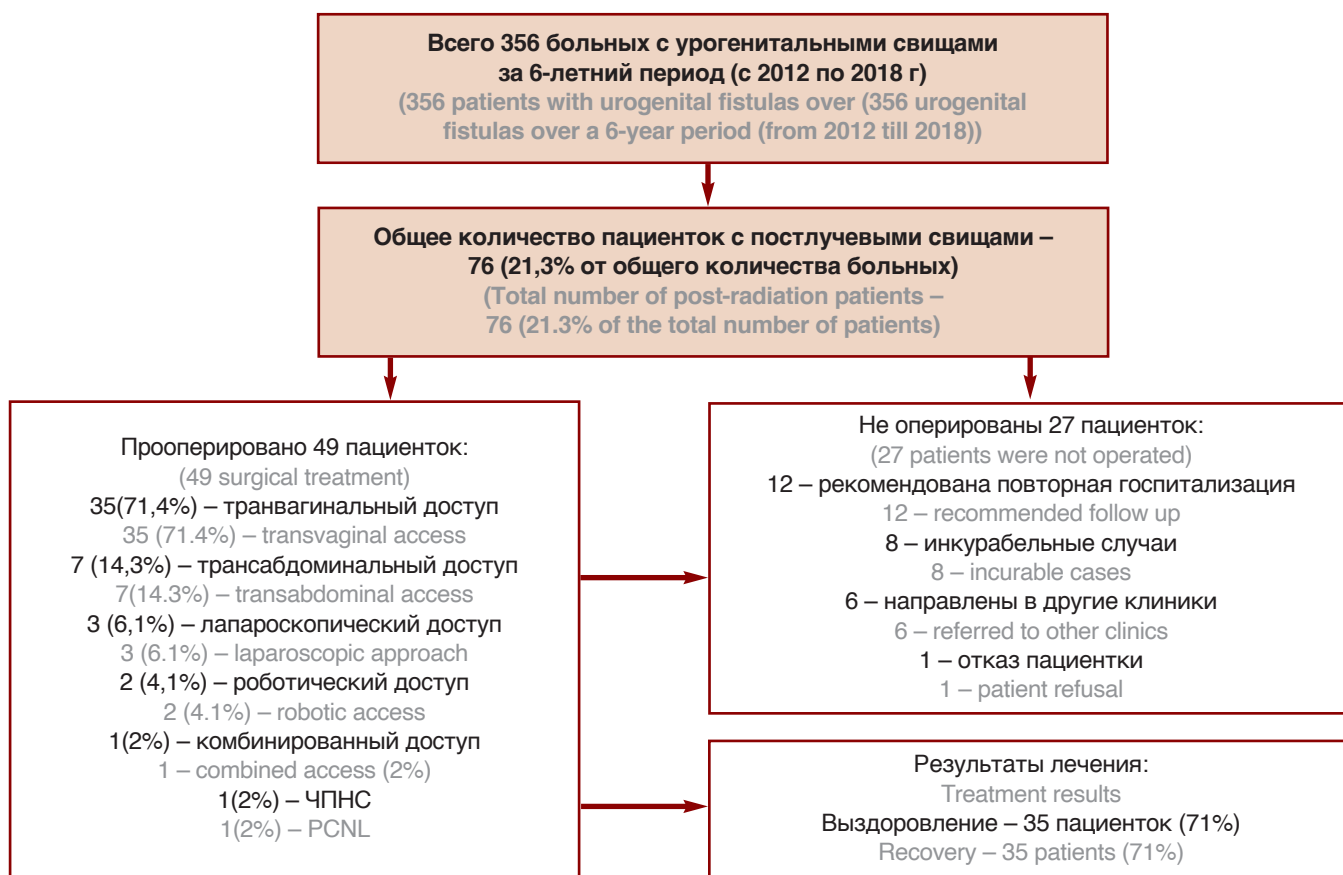 Всего 356 больных с урогенитальными свищами
за 6-летний период (с 2012 по 2018 г)
(356 patients with urogenital fistulas over (356 urogenital
fistulas over a 6-year period (from 2012 till 2018))
Общее количество пациенток с постлучевыми свищами –
76 (21,3% от общего количества больных)
(Total number of post-radiation patients –
76 (21.3% of the total number of patients)
Прооперировано 49 пациенток:
(49 surgical treatment)
35(71,4%) – транвагинальный доступ
35 (71.4%) – transvaginal access
7 (14,3%) – трансабдоминальный доступ
7(14.3%) – transabdominal access
3 (6,1%) – лапароскопический доступ
3 (6.1%) – laparoscopic approach
2 (4,1%) – роботический доступ
2 (4.1%) – robotic access
1(2%) – комбинированный доступ
1 – combined access (2%)
1(2%) – ЧПНС
1(2%) – PCNL
Не оперированы 27 пациенток:
(27 patients were not operated)
12 – рекомендована повторная госпитализация
12 – recommended follow up
8 – инкурабельные случаи
8 – incurable cases
6 – направлены в другие клиники
6 – referred to other clinics
1 – отказ пациентки
1 – patient refusal
Результаты лечения:
Treatment results
Выздоровление – 35 пациенток (71%)
Recovery – 35 patients (71%)